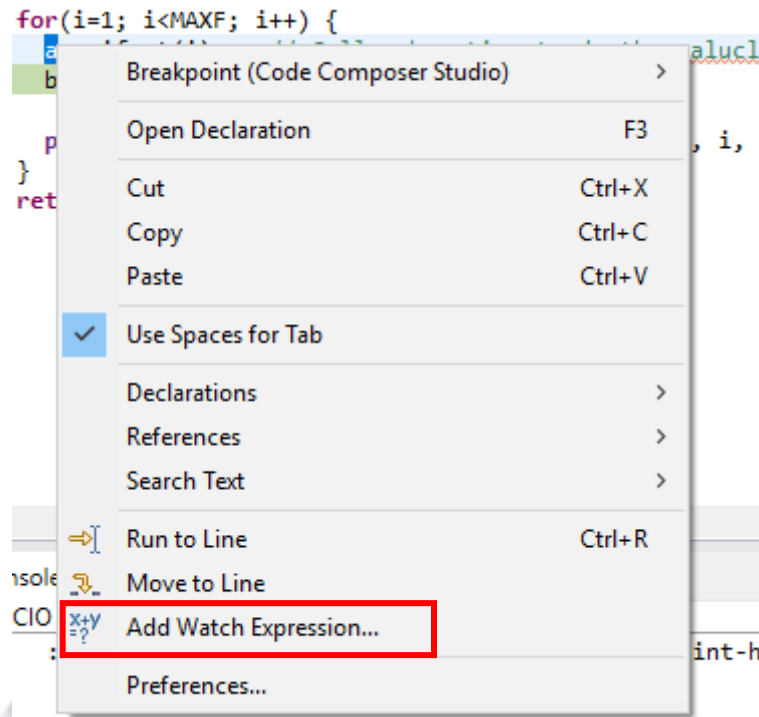 for(i=1; i<MAXF; i++) {
a
b
Breakpoint (Code Composer Studio)
Open Declaration F3
p , i,
}
Cut Ctrl+X
ret
Copy Ctrl+C
Paste Ctrl+V
Use Spaces for Tab
Declarations
References
Search Text
Run to Line Ctrl+R
Move to Line
CIO
x+y
=?
Add Watch Expression...
:
int-h
Preferences...